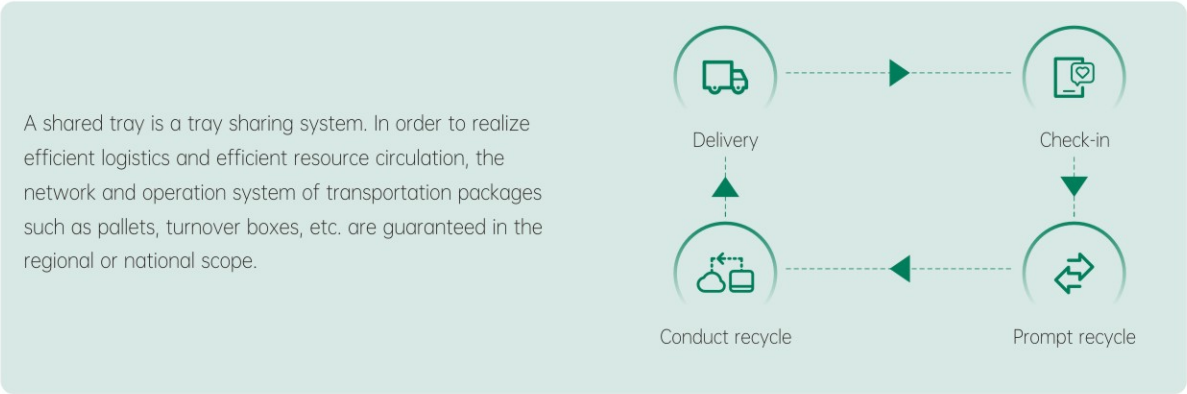 A shared tray is a tray sharing system. In order to realize
efficient logistics and efficient resource circulation, the
network and operation system of transportation packages
such as pallets, turnover boxes, etc. are guaranteed in the
regional or national scope.
Delivery
Check-in
Conduct recycle
Prompt recycle